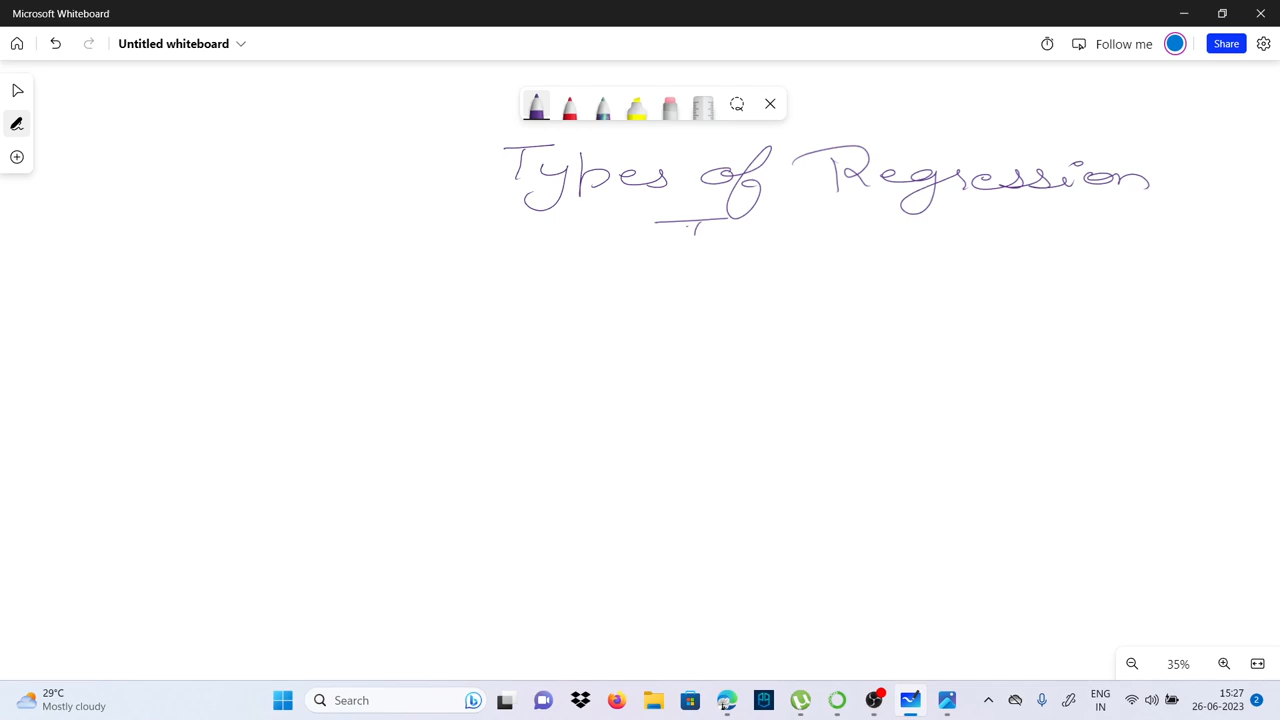 Microsoft Whiteboard
Untitled whiteboard
Follow me
Share
Types of Regression
35%
29°C
Mostly cloudy
Search
ENG
IN
15:27
26-06-2023
2